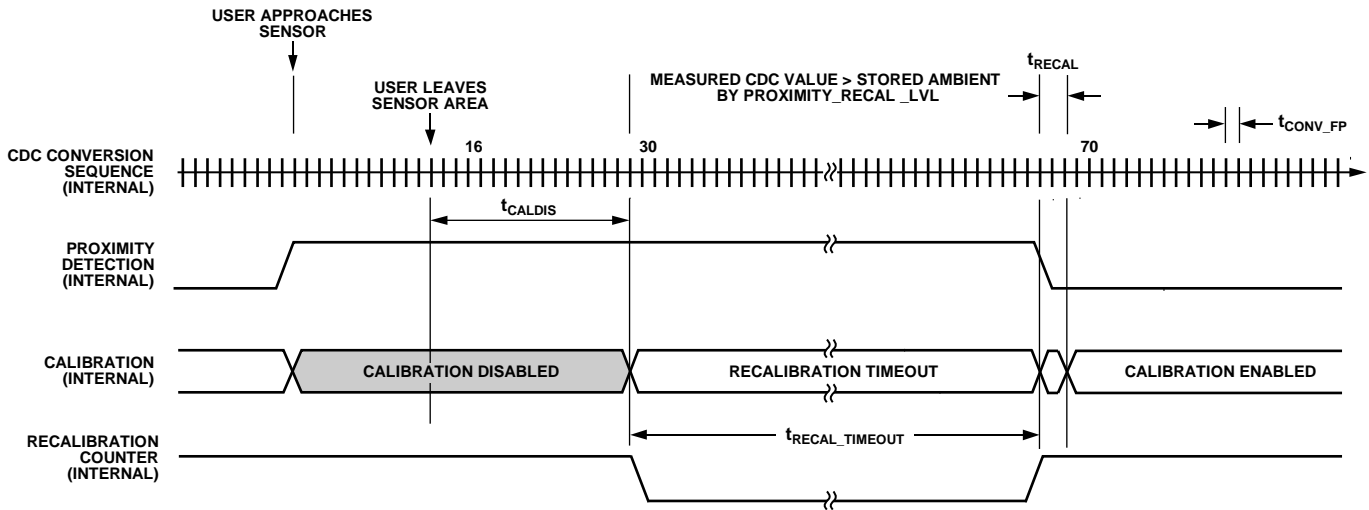 USER APPROACHES
SENSOR
USER LEAVES
SENSOR AREA
MEASURED CDC VALUE > STORED AMBIENT
BY PROXIMITY_RECAL _LVL
tRECAL
tCONV_FP
CDC CONVERSION
SEQUENCE
(INTERNAL)
16
30
70
tCALDIS
PROXIMITY
DETECTION
(INTERNAL)
CALIBRATION
(INTERNAL)
CALIBRATION DISABLED
RECALIBRATION TIMEOUT
CALIBRATION ENABLED
RECALIBRATION
COUNTER
(INTERNAL)
tRECAL_TIMEOUT